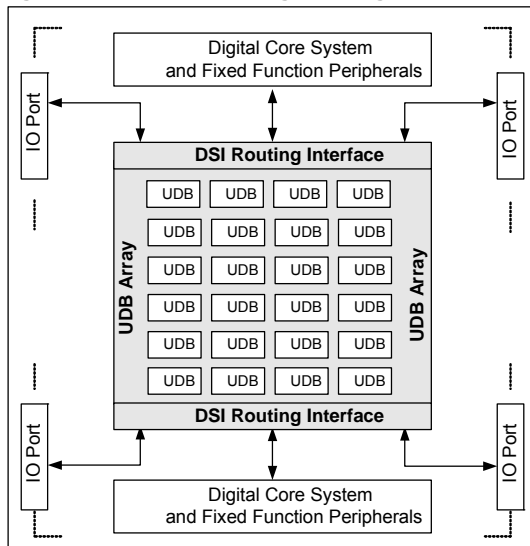 Digital Core System
and Fixed Function Peripherals
IO Port
IO Port
DSI Routing Interface
UDB Array
UDB Array
UDB UDB UDB UDB
UDB UDB UDB UDB
UDB UDB UDB UDB
UDB UDB UDB UDB
UDB UDB UDB UDB
UDB UDB UDB UDB
DSI Routing Interface
IO Port
IO Port
Digital Core System
and Fixed Function Peripherals